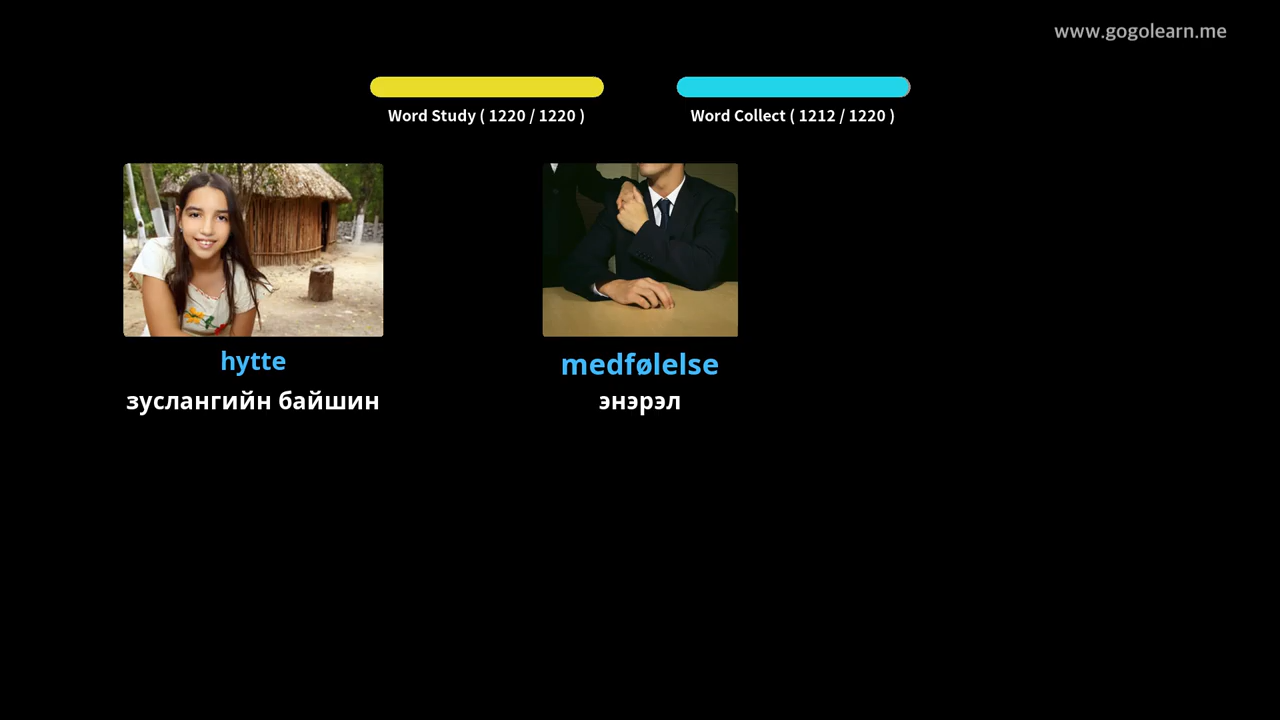 www.gogolearn.me
Word Study ( 1220 / 1220 )
Word Collect ( 1212 / 1220 )
hytte
зуслангийн байшин
medfølelse
энэрэл